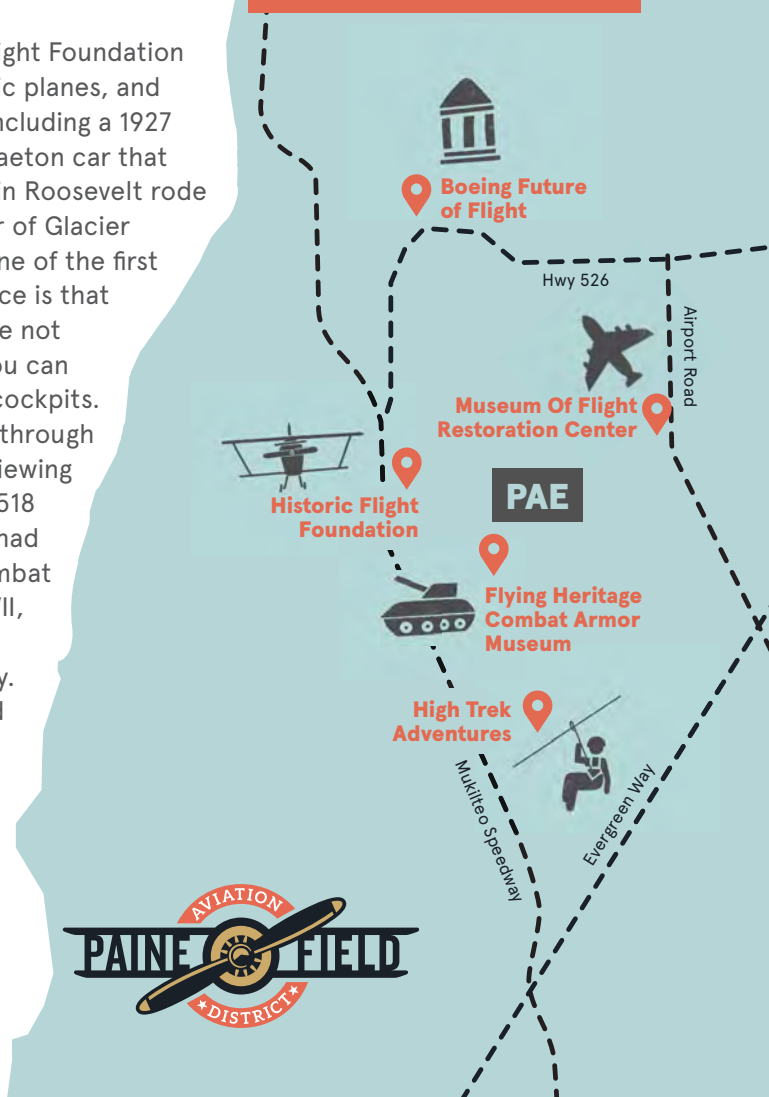 ight Foundation
ic planes, and
ncluding a 1927
aeton car that
in Roosevelt rode
r of Glacier
ne of the first
ce is that
e not
ou can
cockpits.
through
iewing
518
had
mbat
II,
y.
d
Boeing Future
of Flight
Hwy 526
Airport Road
Museum Of Flight
Restoration Center
PAE
Historic Flight
Foundation
Flying Heritage
Combat Armor
Museum
High Trek
Adventures
Mukilteo Speedway
Evergreen Way
AVIATION
PAINE FIELD
DISTRICT